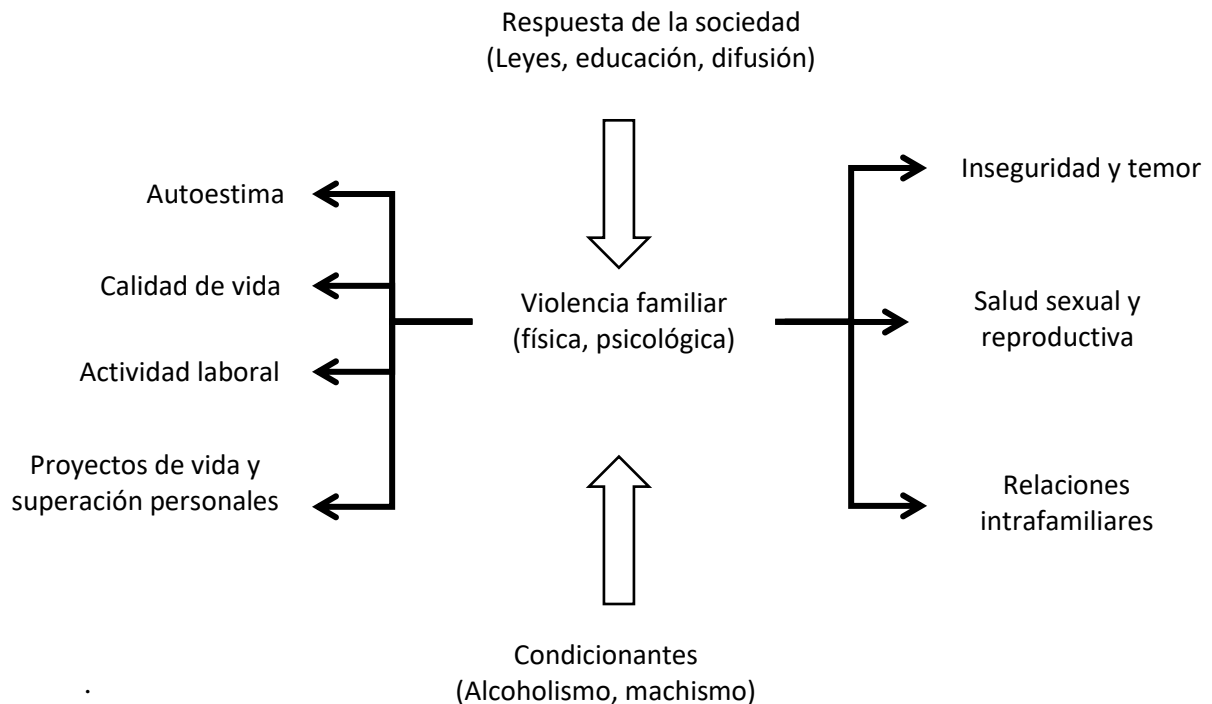 Respuesta de la sociedad
(Leyes, educación, difusión)
Autoestima
Calidad de vida
Actividad laboral
Proyectos de vida y
superación personales
Violencia familiar
(física, psicológica)
Inseguridad y temor
Salud sexual y
reproductiva
Relaciones
intrafamiliares
Condicionantes
(Alcoholismo, machismo)
.